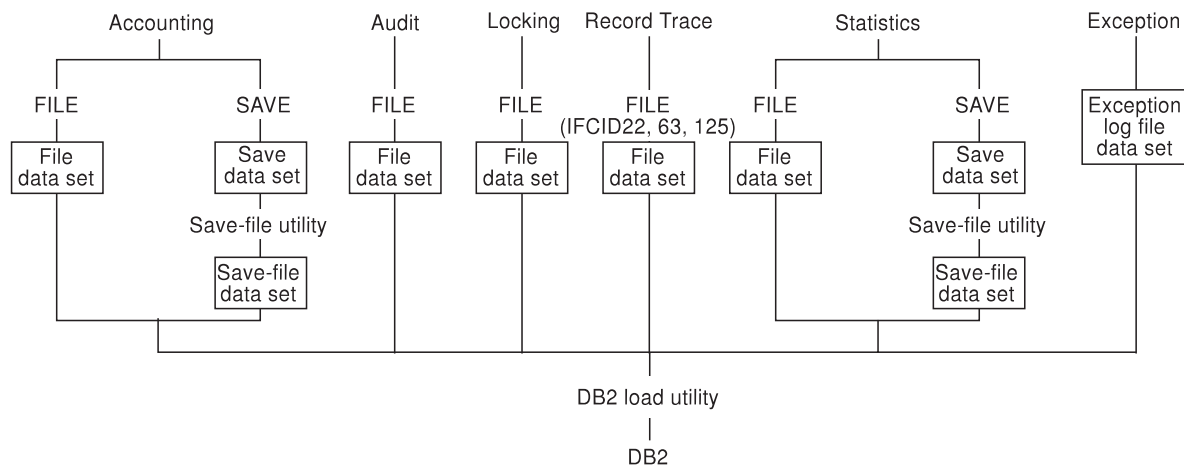 Accounting
Audit
Locking
Record Trace
Statistics
Exception
FILE
SAVE
FILE
FILE
FILE
(IFCID22, 63, 125)
FILE
SAVE
Exception
log file
data set
File
data set
Save
data set
File
data set
File
data set
File
data set
File
data set
Save
data set
Save-file utility
Save-file utility
Save-file
data set
Save-file
data set
DB2 load utility
DB2